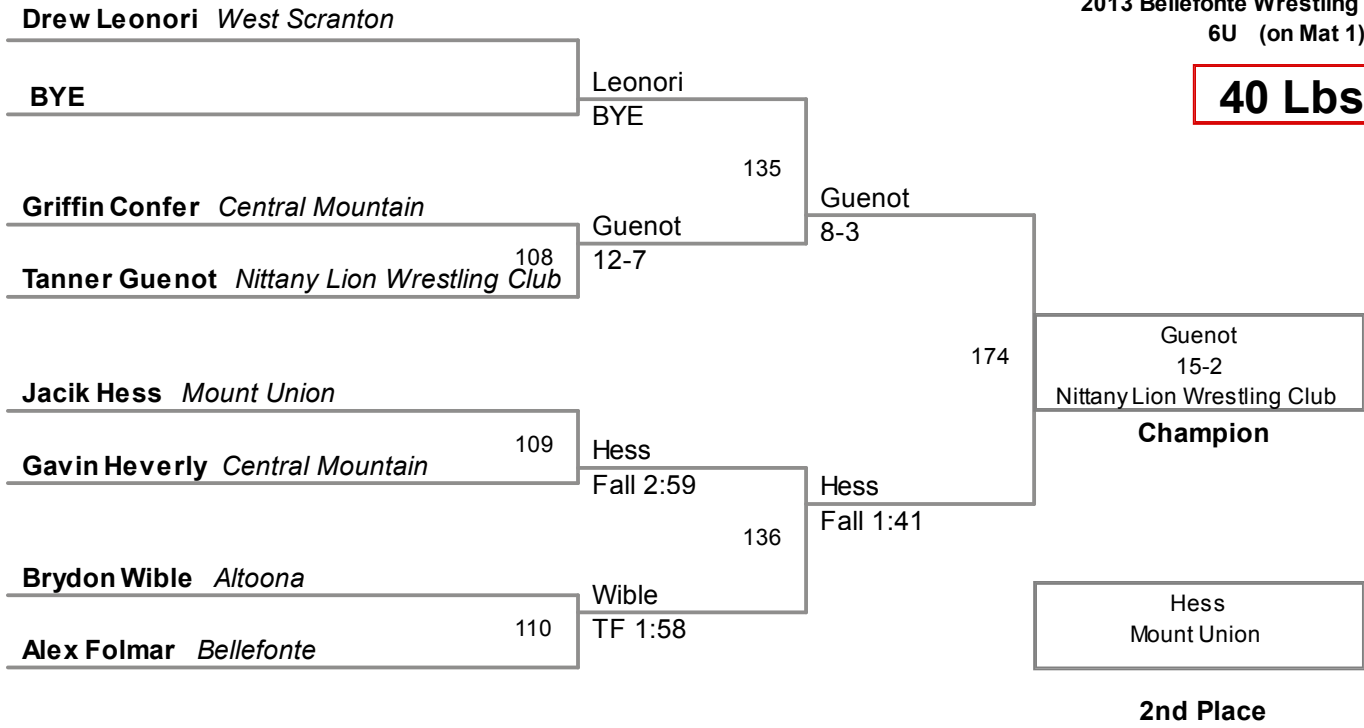 Drew Leonori West Scranton
2013 Bellefonte Wrestling
6U (on Mat 1)
40 Lbs
BYE
Leonori
BYE
135
Griffin Confer Central Mountain
Guenot
8-3
Guenot
12-7
108
Tanner Guenot Nittany Lion Wrestling Club
174
Guenot
15-2
Nittany Lion Wrestling Club
Champion
Jacik Hess Mount Union
109
Gavin Heverly Central Mountain
Hess
Fall 2:59
Hess
Fall 1:41
136
Brydon Wible Altoona
Wible
TF 1:58
110
Alex Folmar Bellefonte
Hess
Mount Union
2nd Place